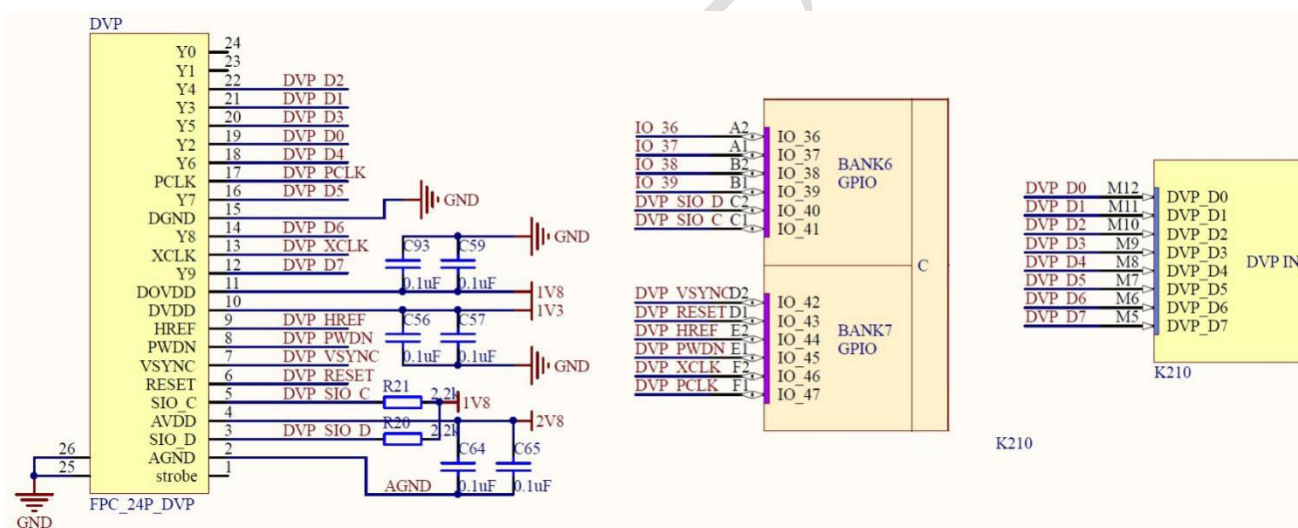 DVP
Y0 24
Y1 23
Y4 22 DVP_D2
Y3 21 DVP_D1
Y5 20 DVP_D3
Y2 19 DVP_D0
Y6 18 DVP_D4
PCLK 17 DVP_PCLK
Y7 16 DVP_D5
DGND 15 GND
Y8 14 DVP_D6
XCLK 13 DVP_XCLK
Y9 12 DVP_D7
DOVDD 11 1V8
DVDD 10 1V3
HREF 9 DVP_HREF
PWDN 8 DVP_PWDN
VSYNC 7 DVP_VSYNC
RESET 6 DVP_RESET
SIO_C 5 DVP_SIO_C R21 2.2k 1V8
AVDD 4 2V8
SIO_D 3 DVP_SIO_D R20 2.2k
AGND 2 AGND
strobe 1
26
25
GND
FPC_24P_DVP
C93 C59 GND
0.1uF 0.1uF
C56 C57
0.1uF 0.1uF GND
C64 C65
0.1uF 0.1uF
IO_36 A2 IO_36
IO_37 A1 IO_37
IO_38 B2 IO_38
IO_39 B1 IO_39
DVP_SIO_D C2 IO_40
DVP_SIO_C C1 IO_41
BANK6
GPIO
C
DVP_VSYNC D2 IO_42
DVP_RESET D1 IO_43
DVP_HREF E2 IO_44
DVP_PWDN E1 IO_45
DVP_XCLK F2 IO_46
DVP_PCLK F1 IO_47
BANK7
GPIO
K210
DVP_D0 M12 DVP_D0
DVP_D1 M11 DVP_D1
DVP_D2 M10 DVP_D2
DVP_D3 M9 DVP_D3
DVP_D4 M8 DVP_D4
DVP_D5 M7 DVP_D5
DVP_D6 M6 DVP_D6
DVP_D7 M5 DVP_D7
DVP IN
K210